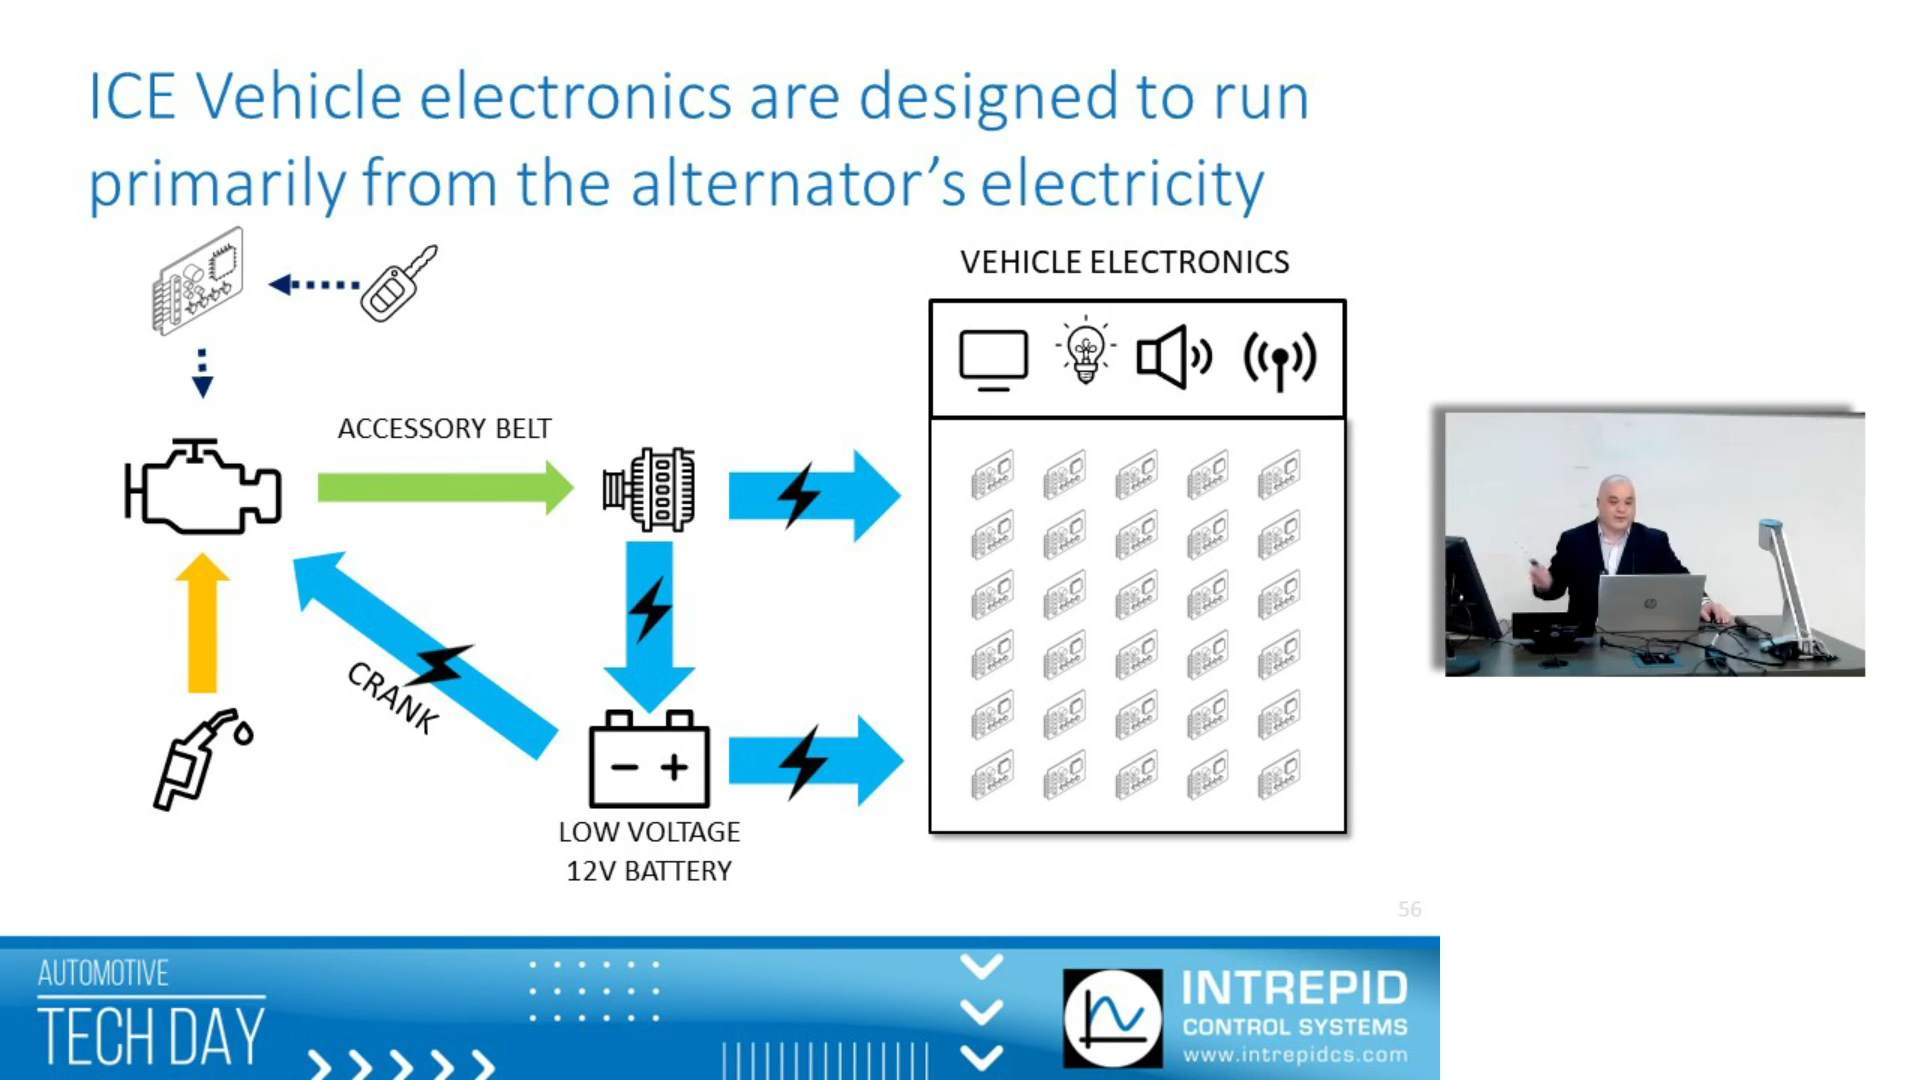 ICE Vehicle electronics are designed to run
primarily from the alternator’s electricity
VEHICLE ELECTRONICS
ACCESSORY BELT
CRANK
LOW VOLTAGE
12V BATTERY
56
AUTOMOTIVE
TECH DAY
INTREPID
CONTROL SYSTEMS
www.intrepidcs.com